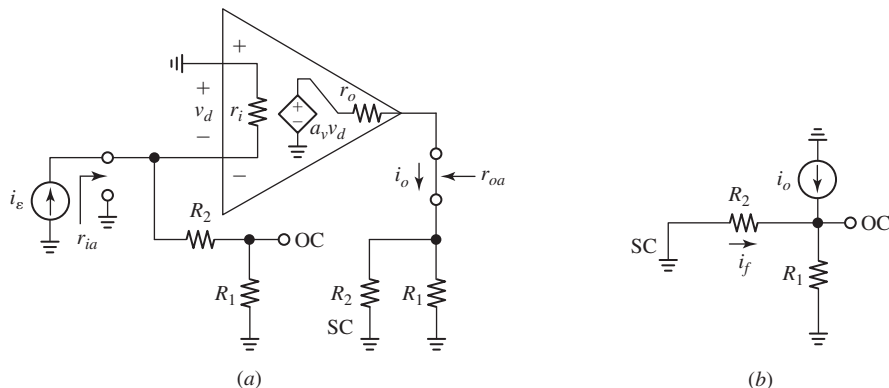 +
+
v_d
−
r_i
+
−
a_v v_d
r_o
−
i_ε
r_ia
R_2
OC
R_1
i_o
r_oa
R_2
SC
R_1
(a)
i_o
R_2
OC
SC
i_f
R_1
(b)